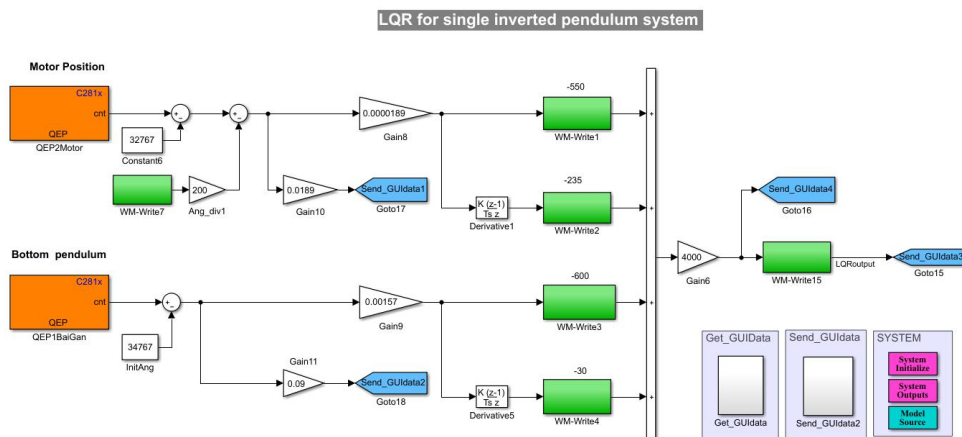 LQR for single inverted pendulum system
Motor Position
C281x
cnt
QEP
QEP2Motor
32767
Constant6
WM-Write7
200
Ang_div1
0.0000189
Gain8
0.0189
Gain10
Send_GUIdata1
Goto17
K (z-1)
Ts z
Derivative1
-550
WM-Write1
-235
WM-Write2
Bottom pendulum
C281x
cnt
QEP
QEP1BaiGan
34767
InitAng
0.00157
Gain9
Gain11
0.09
Send_GUIdata2
Goto18
K (z-1)
Ts z
Derivative5
-600
WM-Write3
-30
WM-Write4
4000
Gain6
Send_GUIdata4
Goto16
WM-Write15
LQRoutput
Send_GUIdata3
Goto15
Get_GUIData
Get_GUIdata
Send_GUIdata
Send_GUIdata2
SYSTEM
System
Initialize
System
Outputs
Model
Source